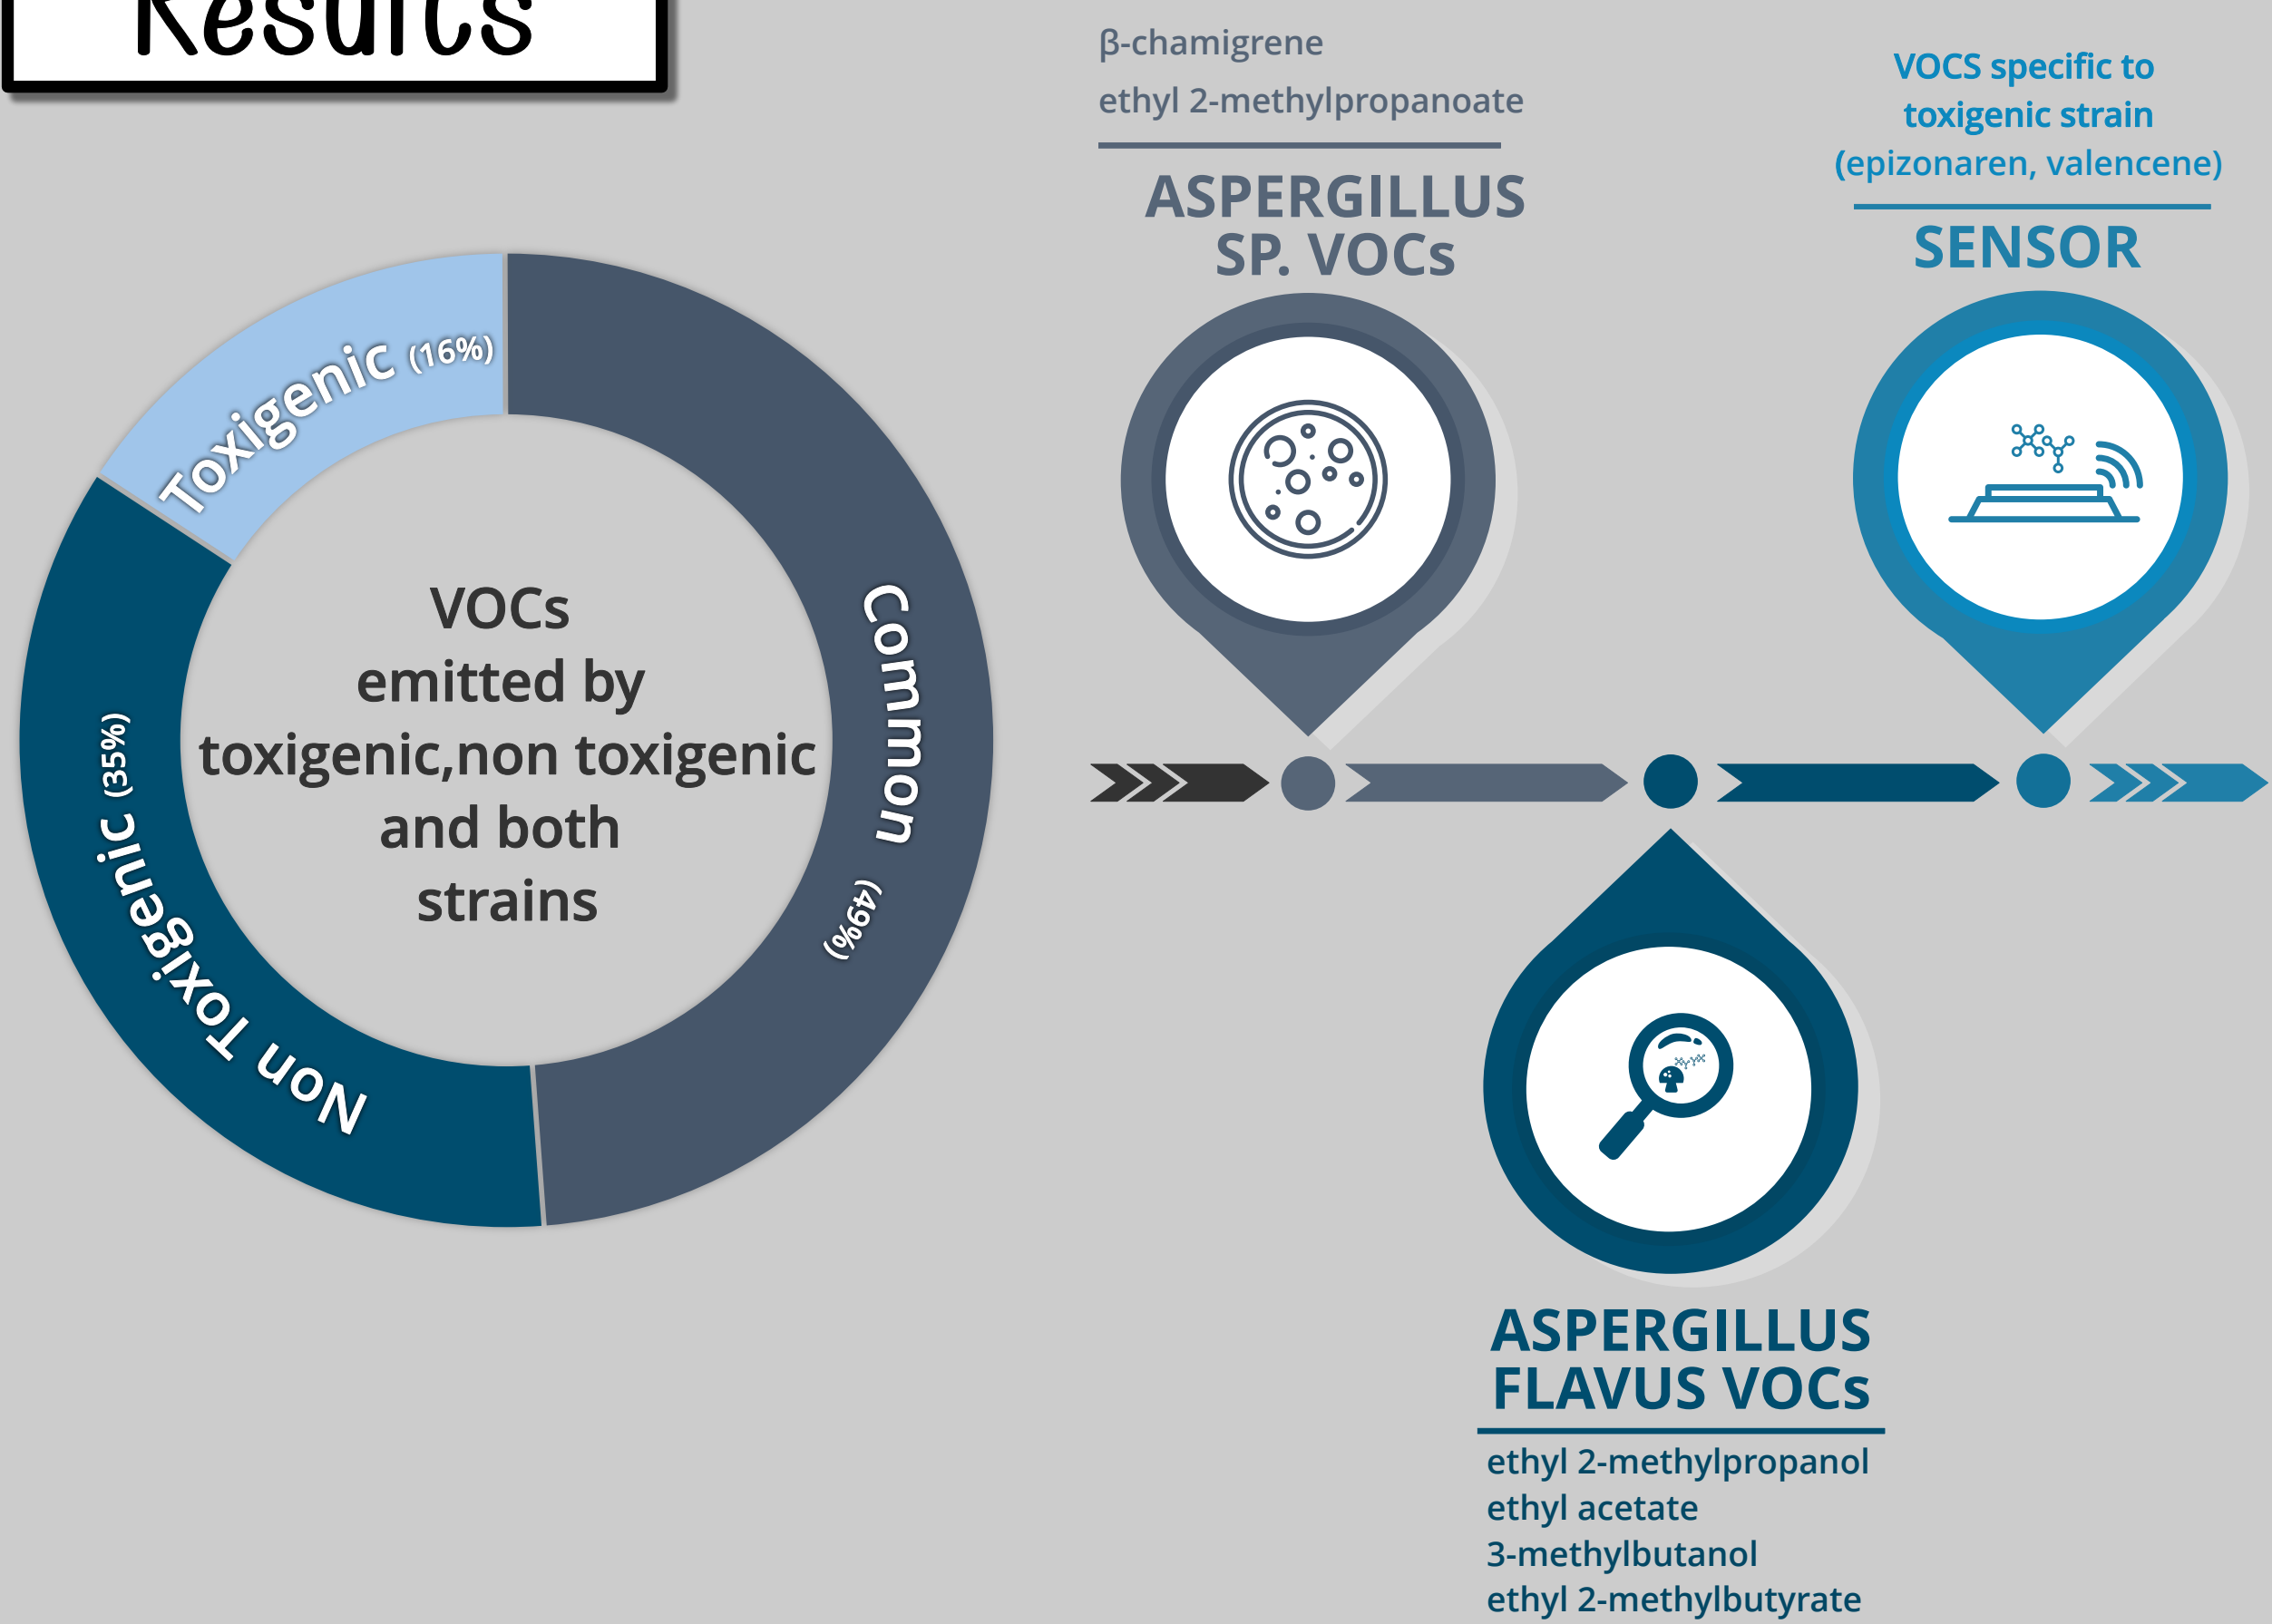 Results
Toxigenic (16%)
Common (49%)
Non Toxigenic (35%)
VOCs
emitted by
toxigenic,non toxigenic
and both
strains
β-chamigrene
ethyl 2-methylpropanoate
ASPERGILLUS
SP. VOCs
VOCS specific to
toxigenic strain
(epizonaren, valencene)
SENSOR
ASPERGILLUS
FLAVUS VOCs
ethyl 2-methylpropanol
ethyl acetate
3-methylbutanol
ethyl 2-methylbutyrate